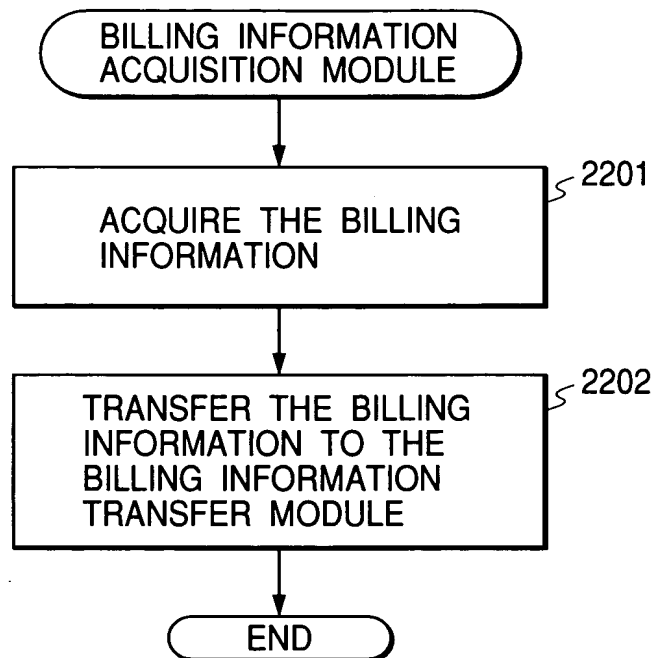 BILLING INFORMATION
ACQUISITION MODULE
2201
ACQUIRE THE BILLING
INFORMATION
2202
TRANSFER THE BILLING
INFORMATION TO THE
BILLING INFORMATION
TRANSFER MODULE
END